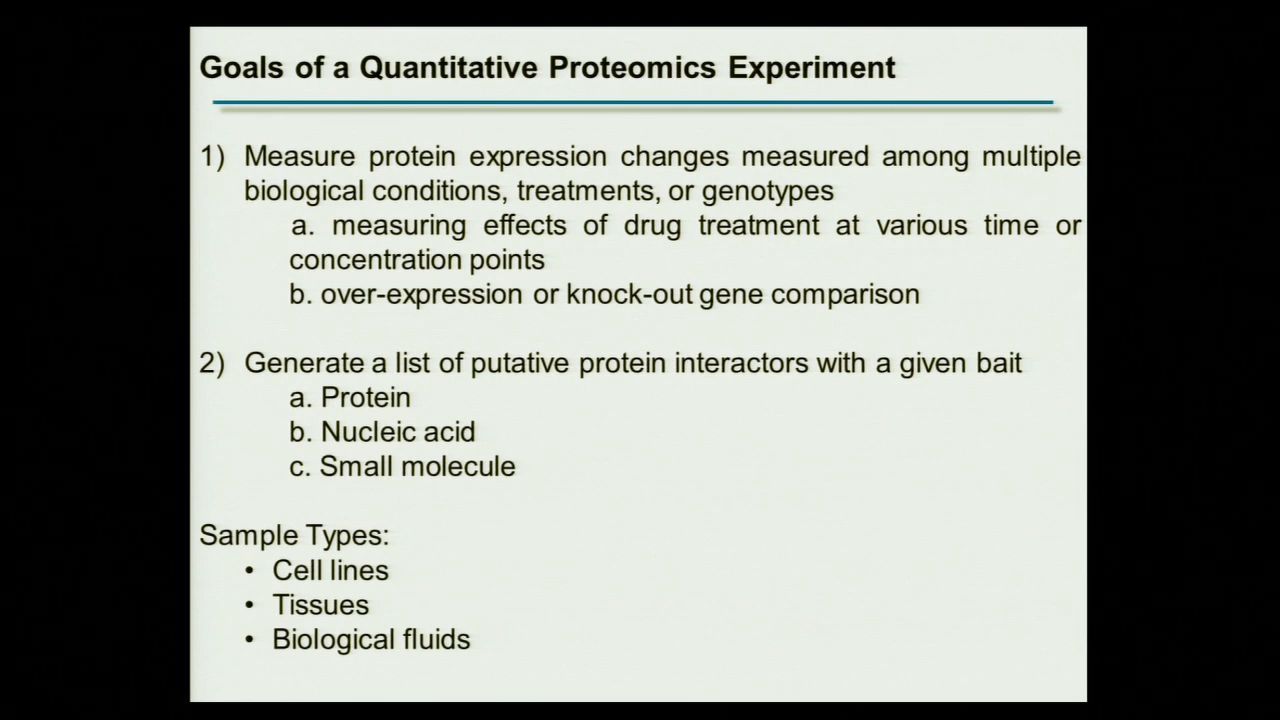 Goals of a Quantitative Proteomics Experiment
1) Measure protein expression changes measured among multiple
biological conditions, treatments, or genotypes
a. measuring effects of drug treatment at various time or
concentration points
b. over-expression or knock-out gene comparison
2) Generate a list of putative protein interactors with a given bait
a. Protein
b. Nucleic acid
c. Small molecule
Sample Types:
• Cell lines
• Tissues
• Biological fluids